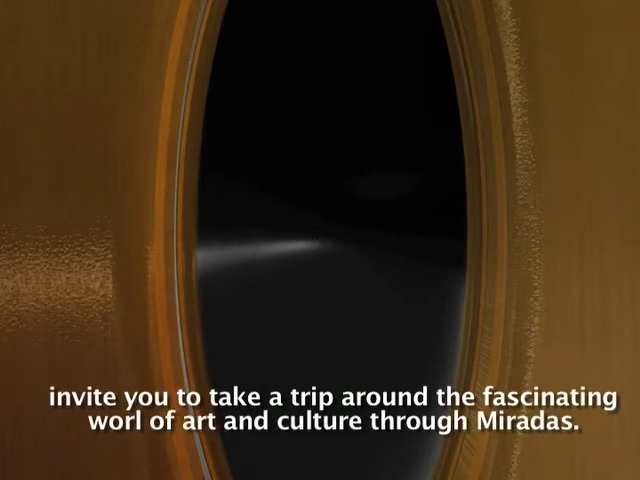 invite you to take a trip around the fascinating
worl of art and culture through Miradas.